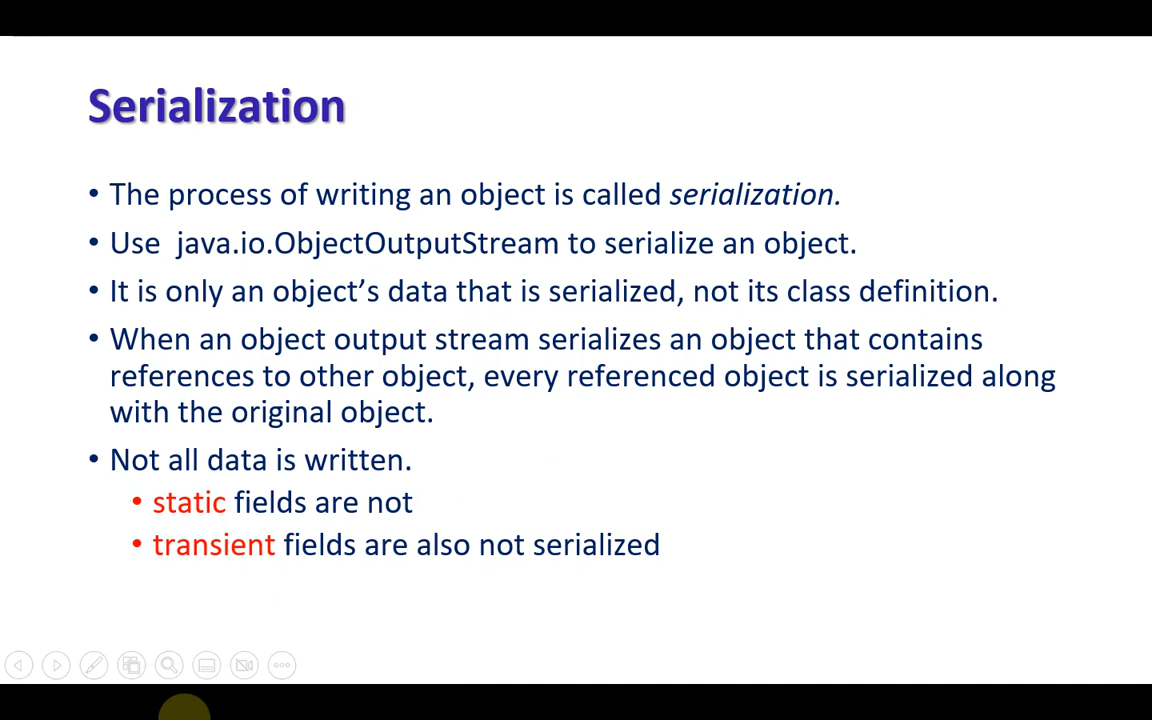 Serialization
• The process of writing an object is called serialization.
• Use java.io.ObjectOutputStream to serialize an object.
• It is only an object’s data that is serialized, not its class definition.
• When an object output stream serializes an object that contains
references to other object, every referenced object is serialized along
with the original object.
• Not all data is written.
• static fields are not
• transient fields are also not serialized